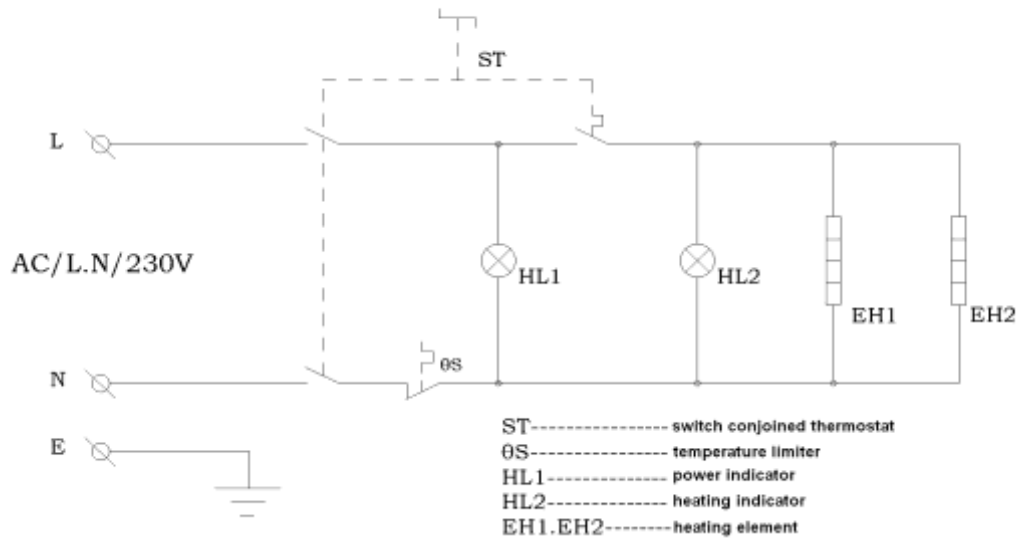 ST
L
AC/L.N/230V
HL1
HL2
EH1
EH2
N
θS
E
ST---------------- switch conjoined thermostat
θS---------------- temperature limiter
HL1-------------- power indicator
HL2-------------- heating indicator
EH1.EH2-------- heating element